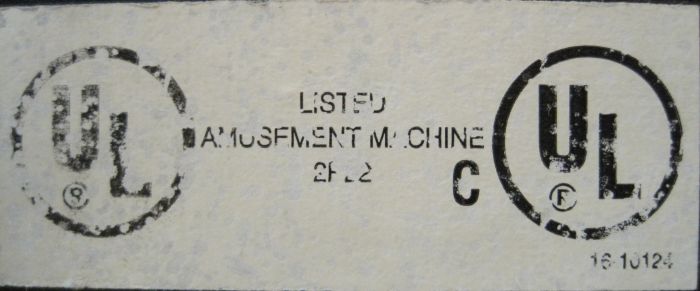 UL
®
LISTED
AMUSEMENT MACHINE
C
UL
®
16-10124